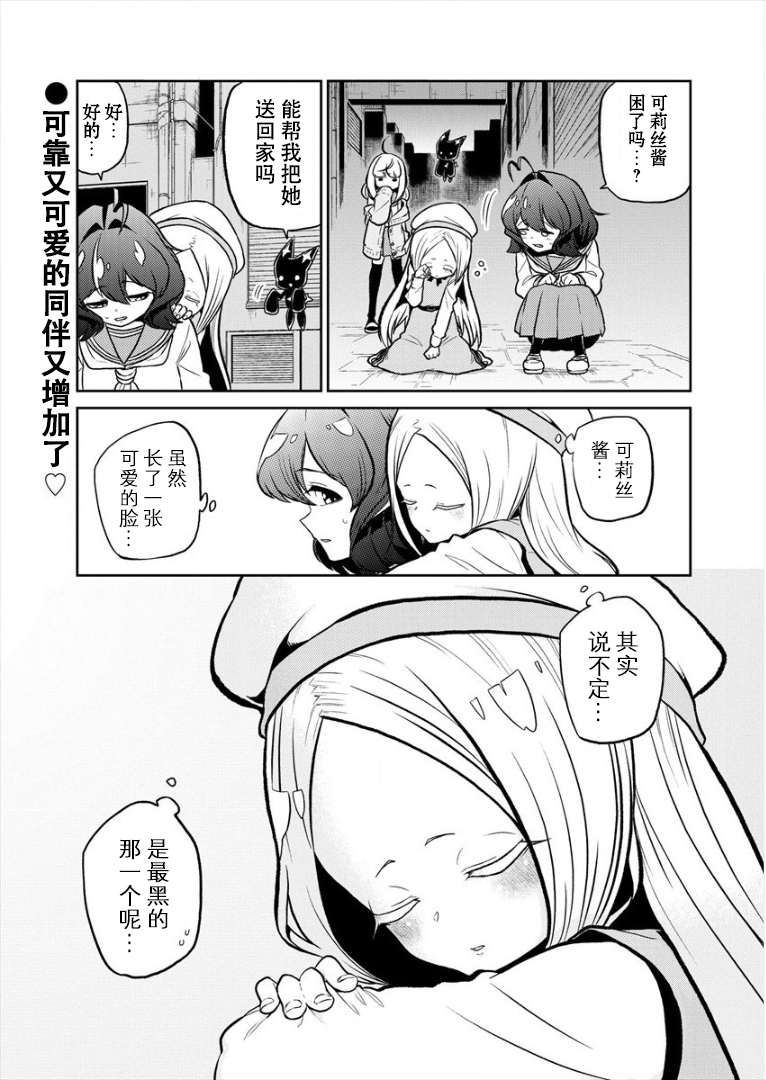 可莉丝酱
困了吗…?
能帮我把她
送回家吗
好…
好的…
可莉丝
酱…
虽然
长了一张
可爱的脸…
其实
说不定…
是最黑的
那一个呢…
●可靠又可爱的同伴又增加了♡